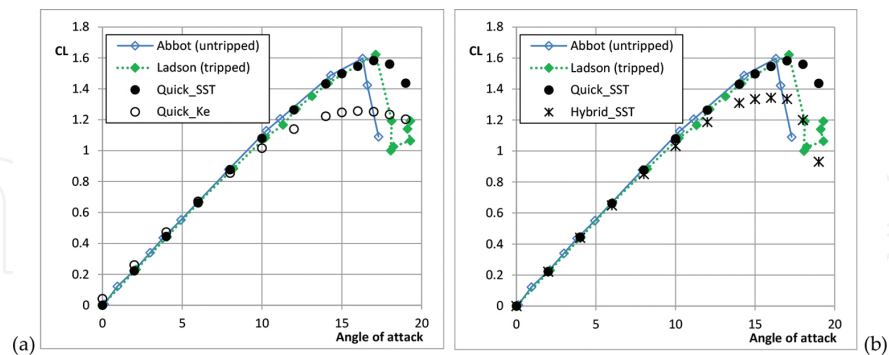 1.8
1.6
1.4
1.2
1
0.8
0.6
0.4
0.2
0
CL
Abbot (untripped)
Ladson (tripped)
Quick_SST
Quick_Ke
0 5 10 15 20
Angle of attack
(a)
1.8
1.6
1.4
1.2
1
0.8
0.6
0.4
0.2
0
CL
Abbot (untripped)
Ladson (tripped)
Quick_SST
Hybrid_SST
0 5 10 15 20
Angle of attack
(b)